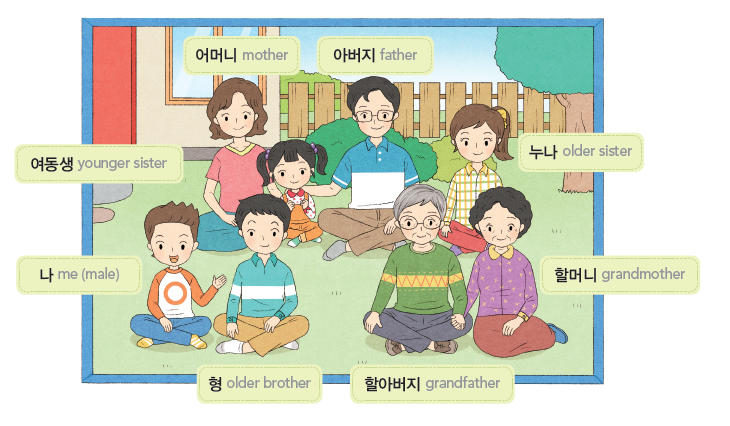 어머니 mother
아버지 father
여동생 younger sister
누나 older sister
나 me (male)
할머니 grandmother
형 older brother
할아버지 grandfather